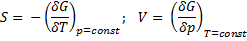 S = −(δG/δT)p=const ; V = (δG/δp)T=const